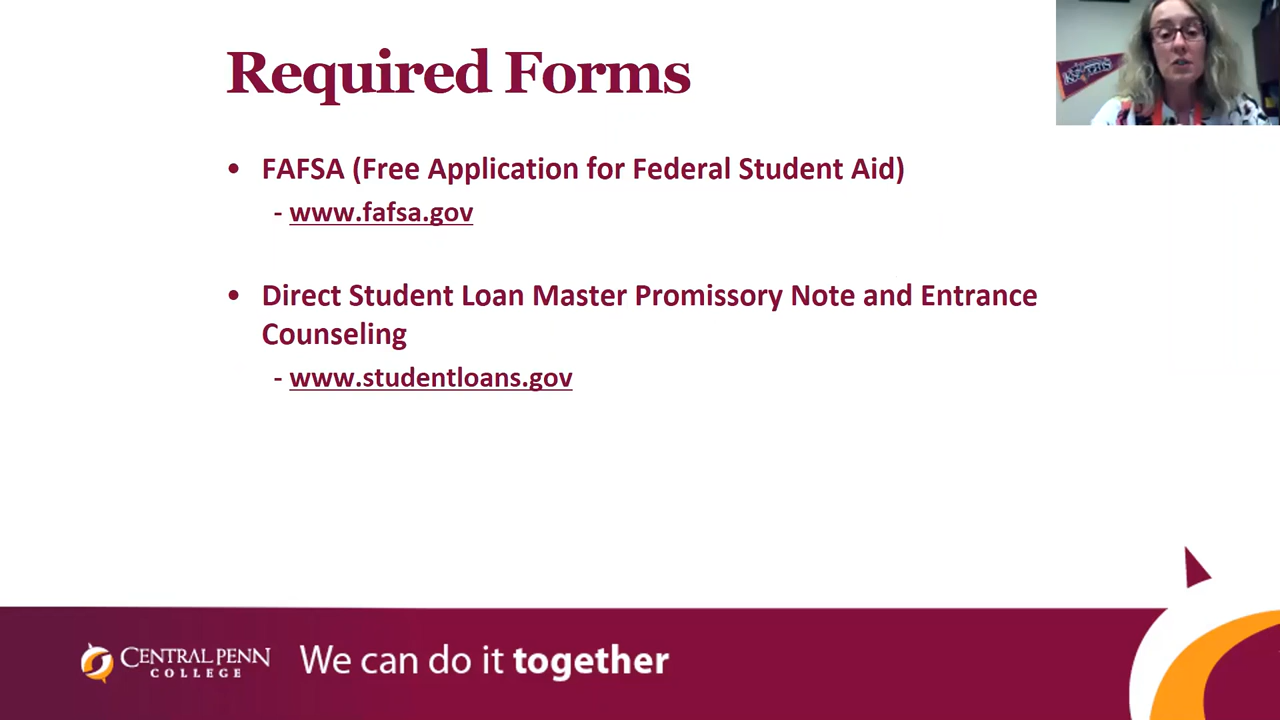 Required Forms
• FAFSA (Free Application for Federal Student Aid)
- www.fafsa.gov
• Direct Student Loan Master Promissory Note and Entrance
Counseling
- www.studentloans.gov
CENTRAL PENN
COLLEGE
We can do it together